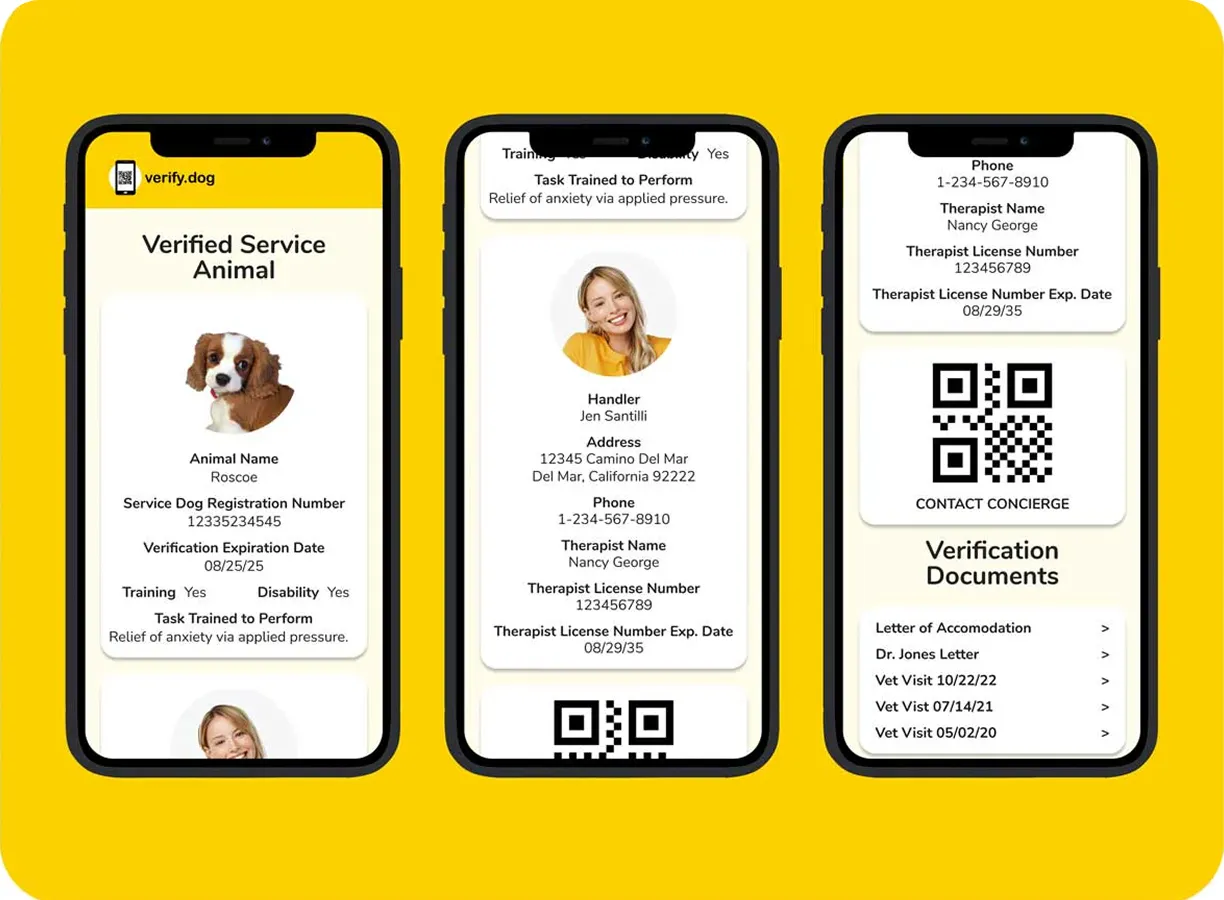 verify.dog
Verified Service
Animal
Animal Name
Roscoe
Service Dog Registration Number
12335234545
Verification Expiration Date
08/25/25
Training Yes Disability Yes
Task Trained to Perform
Relief of anxiety via applied pressure.
Training Yes Disability Yes
Task Trained to Perform
Relief of anxiety via applied pressure.
Handler
Jen Santilli
Address
12345 Camino Del Mar
Del Mar, California 92222
Phone
1-234-567-8910
Therapist Name
Nancy George
Therapist License Number
123456789
Therapist License Number Exp. Date
08/29/35
Phone
1-234-567-8910
Therapist Name
Nancy George
Therapist License Number
123456789
Therapist License Number Exp. Date
08/29/35
CONTACT CONCIERGE
Verification
Documents
Letter of Accomodation >
Dr. Jones Letter >
Vet Visit 10/22/22 >
Vet Vist 07/14/21 >
Vet Visit 05/02/20 >